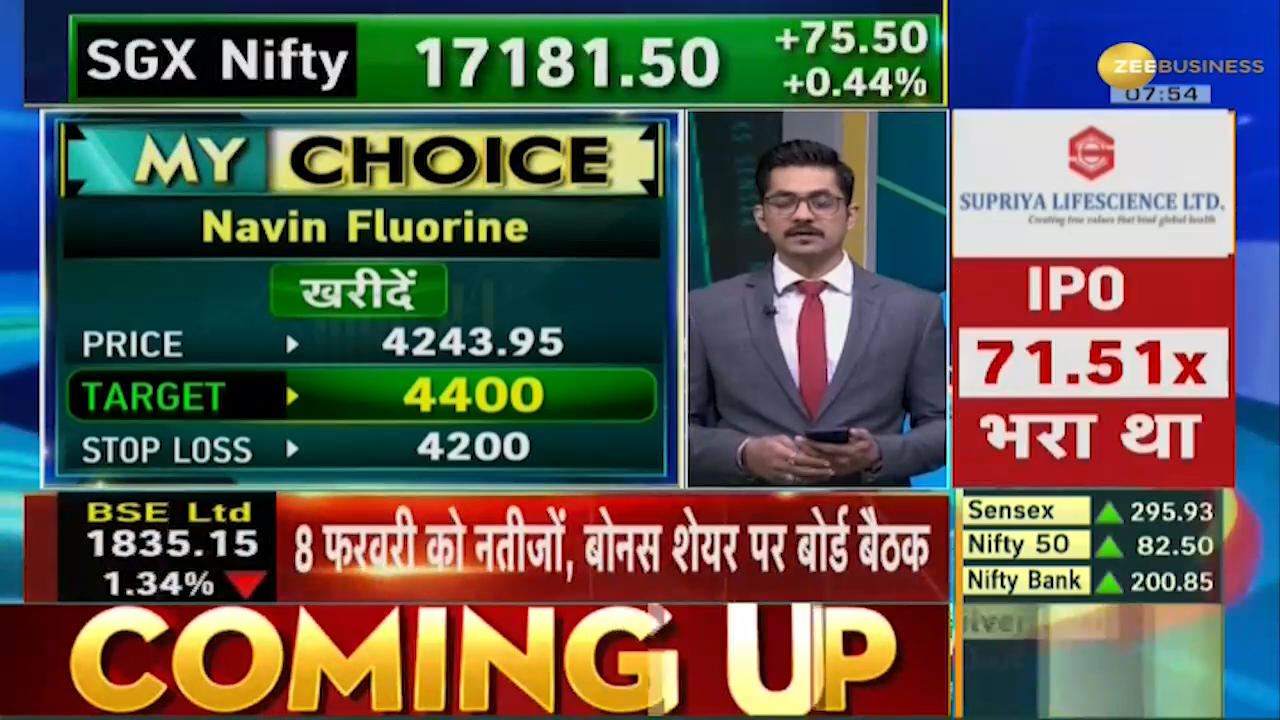 SGX Nifty 17181.50 +75.50
+0.44%
ZEEBUSINESS
07:54
MY CHOICE
Navin Fluorine
खरीदें
PRICE 4243.95
TARGET 4400
STOP LOSS 4200
SUPRIYA LIFESCIENCE LTD.
Creating true values that bind global health
IPO
71.51x
भरा था
BSE Ltd
1835.15
1.34%
8 फरवरी को नतीजों, बोनस शेयर पर बोर्ड बैठक
Sensex 295.93
Nifty 50 82.50
Nifty Bank 200.85
COMING UP